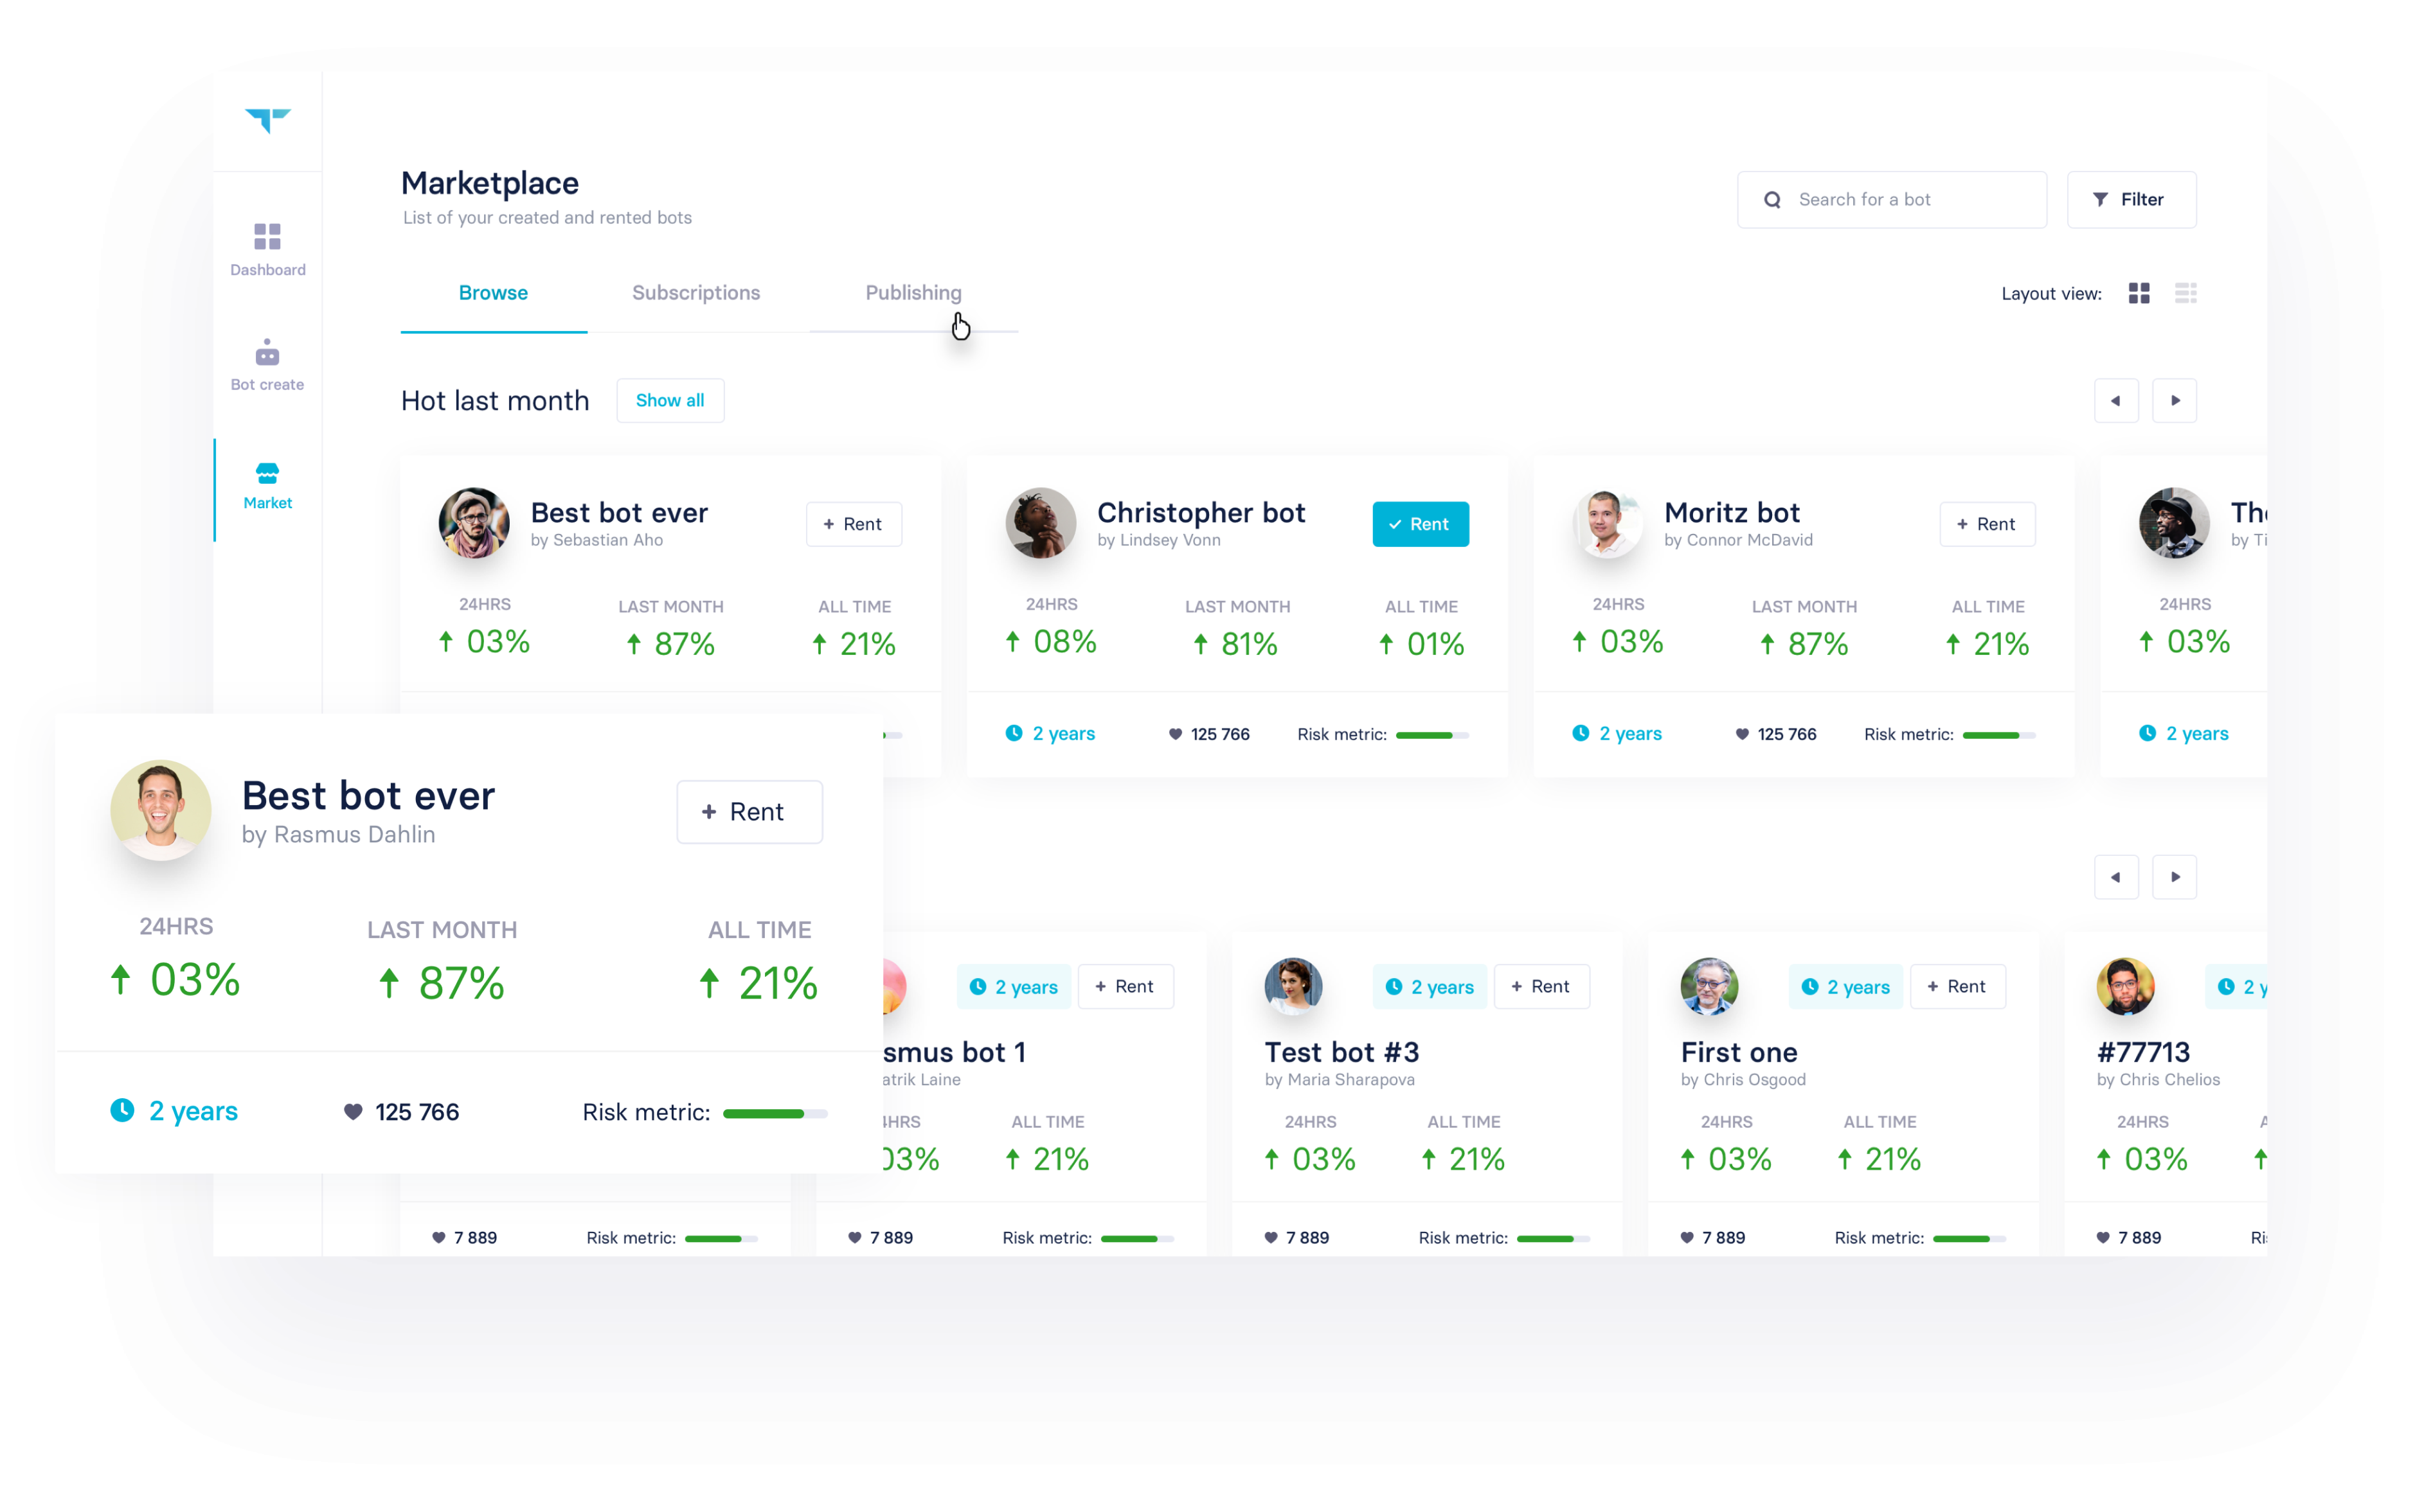 Marketplace
List of your created and rented bots
Search for a bot
Filter
Dashboard
Browse
Subscriptions
Publishing
Layout view:
Bot create
Hot last month
Show all
Market
Best bot ever
by Sebastian Aho
+ Rent
24HRS
LAST MONTH
ALL TIME
03%
87%
21%
Christopher bot
by Lindsey Vonn
Rent
24HRS
LAST MONTH
ALL TIME
08%
81%
01%
2 years
125 766
Risk metric:
Moritz bot
by Connor McDavid
+ Rent
24HRS
LAST MONTH
ALL TIME
03%
87%
21%
2 years
125 766
Risk metric:
by
24HRS
03%
2 years
Best bot ever
by Rasmus Dahlin
+ Rent
24HRS
LAST MONTH
ALL TIME
03%
87%
21%
2 years
125 766
Risk metric:
7 889
Risk metric:
2 years
+ Rent
bot 1
Laine
ALL TIME
03%
21%
7 889
Risk metric:
2 years
+ Rent
Test bot #3
by Maria Sharapova
24HRS
ALL TIME
03%
21%
7 889
Risk metric:
2 years
+ Rent
First one
by Chris Osgood
24HRS
ALL TIME
03%
21%
7 889
Risk metric:
2
#77713
by Chris Chelios
24HRS
03%
7 889